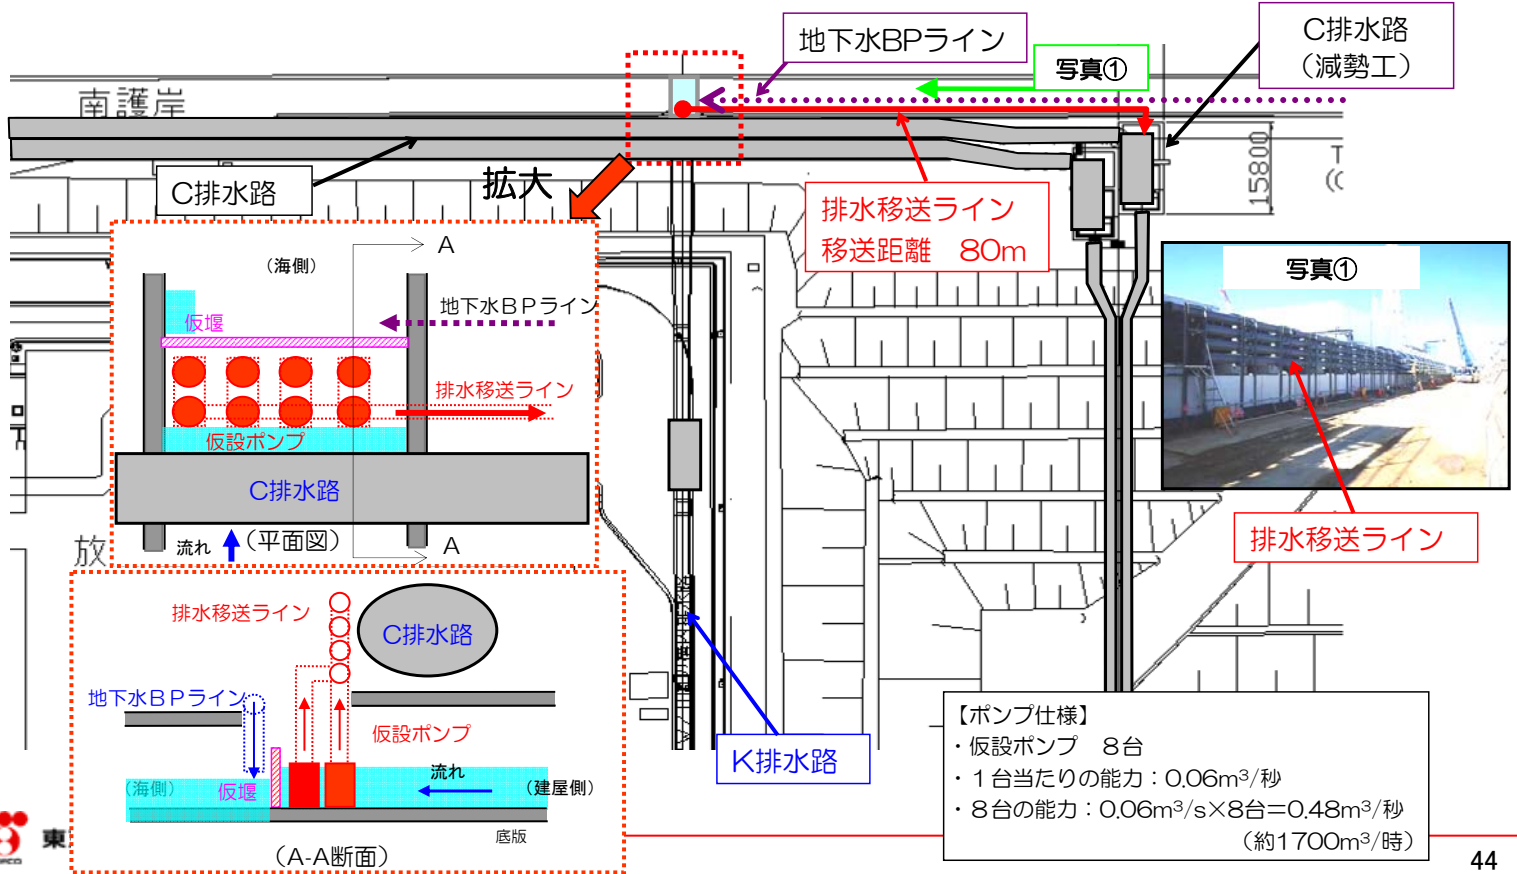 地下水BPライン
C排水路
（減勢工）
写真①
南護岸
C排水路
拡大
15800
排水移送ライン
移送距離　80m
写真①
排水移送ライン
A
（海側）
地下水ＢＰライン
仮堰
排水移送ライン
仮設ポンプ
C排水路
放
流れ
（平面図）
A
排水移送ライン
C排水路
地下水ＢＰライン
仮設ポンプ
（海側）
仮堰
流れ
（建屋側）
底版
（A-A断面）
K排水路
【ポンプ仕様】
・仮設ポンプ　８台
・１台当たりの能力：0.06m³/秒
・８台の能力：0.06m³/s×８台＝0.48m³/秒
（約1700m³/時）
東
44